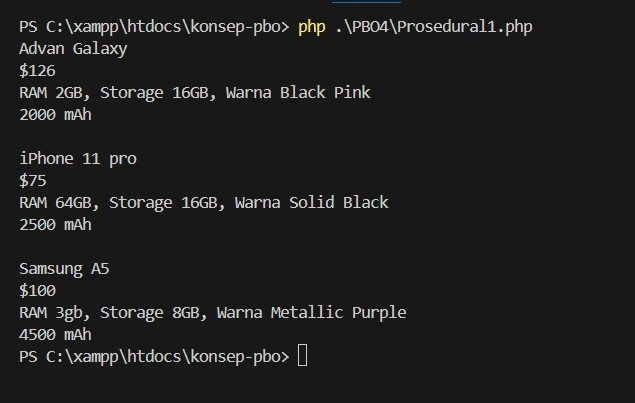 PS C:\xampp\htdocs\konsep-pbo> php .\PBO4\Prosedural1.php
Advan Galaxy
$126
RAM 2GB, Storage 16GB, Warna Black Pink
2000 mAh

iPhone 11 pro
$75
RAM 64GB, Storage 16GB, Warna Solid Black
2500 mAh

Samsung A5
$100
RAM 3gb, Storage 8GB, Warna Metallic Purple
4500 mAh
PS C:\xampp\htdocs\konsep-pbo>